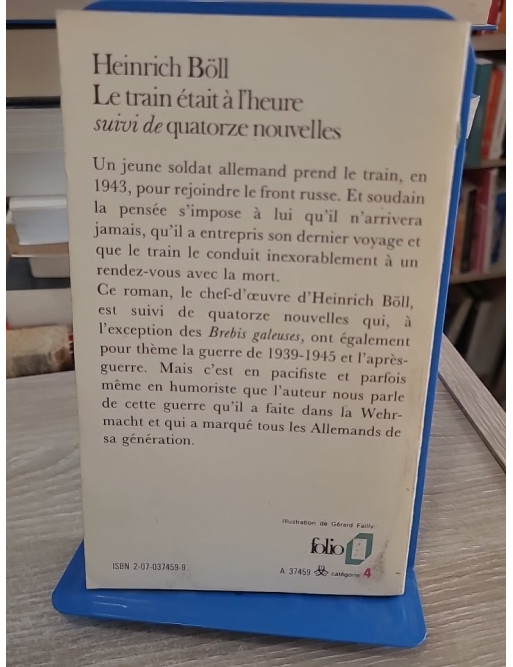 Heinrich Böll
Le train était à l'heure
suivi de quatorze nouvelles
Un jeune soldat allemand prend le train, en
1943, pour rejoindre le front russe. Et soudain
la pensée s'impose à lui qu'il n'arrivera
jamais, qu'il a entrepris son dernier voyage et
que le train le conduit inexorablement à un
rendez-vous avec la mort.
Ce roman, le chef-d'œuvre d'Heinrich Böll,
est suivi de quatorze nouvelles qui, à
l'exception des Brebis galeuses, ont également
pour thème la guerre de 1939-1945 et l'après-
guerre. Mais c'est en pacifiste et parfois
même en humoriste que l'auteur nous parle
de cette guerre qu'il a faite dans la Wehr-
macht et qui a marqué tous les Allemands de
sa génération.
Illustration de Gérard Failly.
folio
ISBN 2-07-037459-9
A 37459 catégorie 4